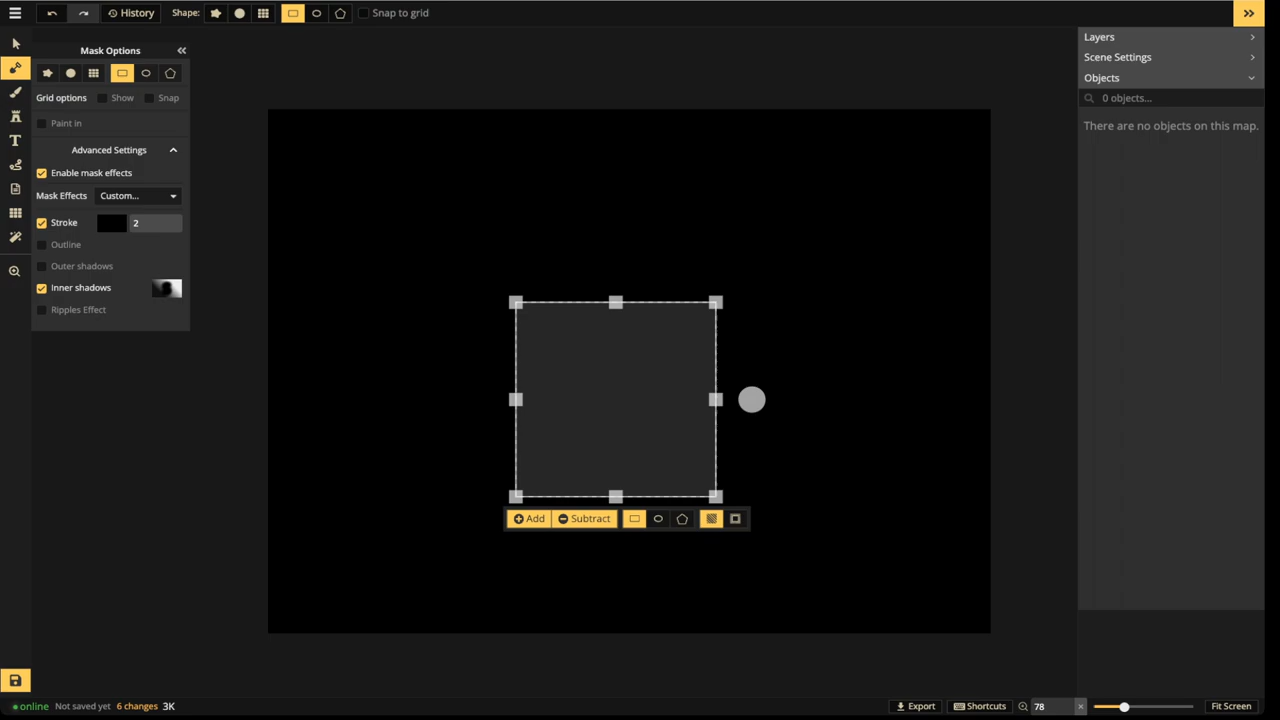 History
Shape:
Snap to grid
Mask Options
Grid options
Show
Snap
Paint in
Advanced Settings
Enable mask effects
Mask Effects
Custom...
Stroke
2
Outline
Outer shadows
Inner shadows
Ripples Effect
Layers
Scene Settings
Objects
0 objects...
There are no objects on this map.
Add
Subtract
online
Not saved yet
6 changes
3K
Export
Shortcuts
78
Fit Screen